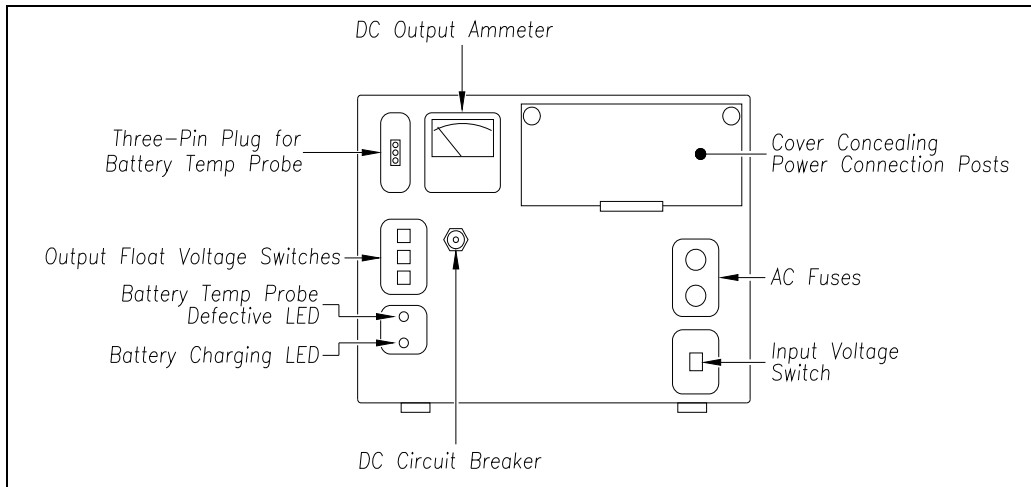 DC Output Ammeter
Three-Pin Plug for
Battery Temp Probe
Cover Concealing
Power Connection Posts
Output Float Voltage Switches
AC Fuses
Battery Temp Probe
Defective LED
Battery Charging LED
Input Voltage
Switch
DC Circuit Breaker